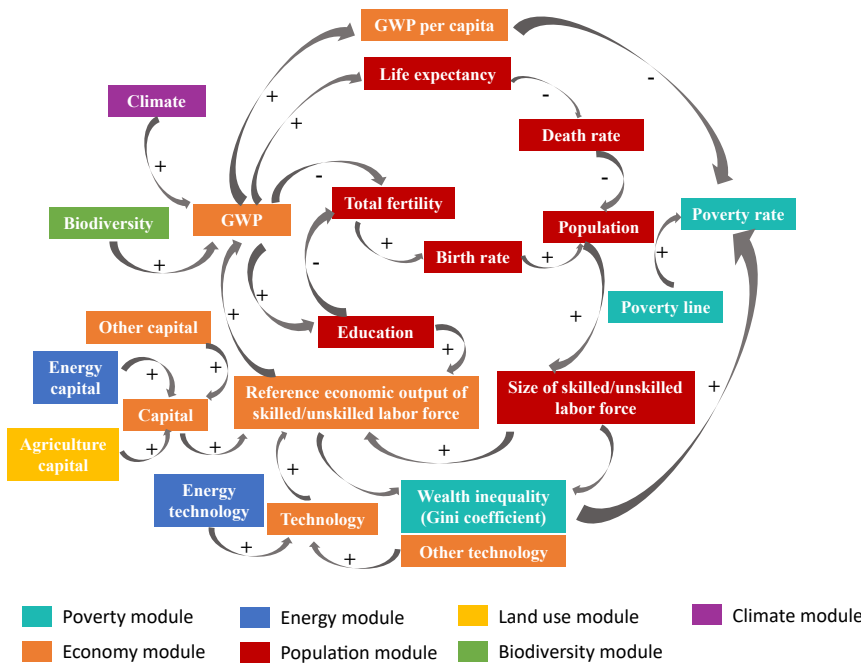 GWP per capita
+
-
Life expectancy
+
-
Climate
+
Death rate
-
-
Total fertility
Biodiversity
GWP
Population
Poverty rate
+
+
Birth rate
+
+
-
+
Poverty line
Other capital
+
Education
+
+
+
Energy
capital
+
+
Reference economic output of
skilled/unskilled labor force
Size of skilled/unskilled
labor force
+
Capital
Agriculture
capital
+
+
+
+
Energy
technology
Wealth inequality
(Gini coefficient)
Technology
+
+
Other technology
Poverty module
Energy module
Land use module
Climate module
Economy module
Population module
Biodiversity module